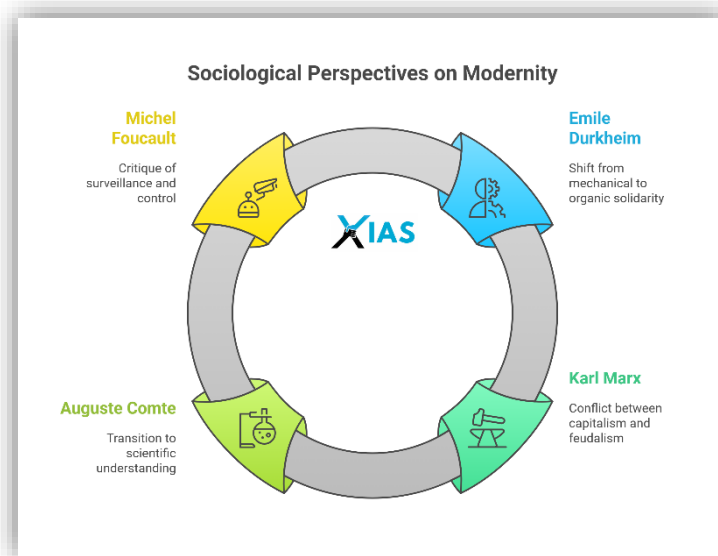 Sociological Perspectives on Modernity
Michel
Foucault
Critique of
surveillance and
control
Emile
Durkheim
Shift from
mechanical to
organic solidarity
XIAS
Auguste Comte
Transition to
scientific
understanding
Karl Marx
Conflict between
capitalism and
feudalism